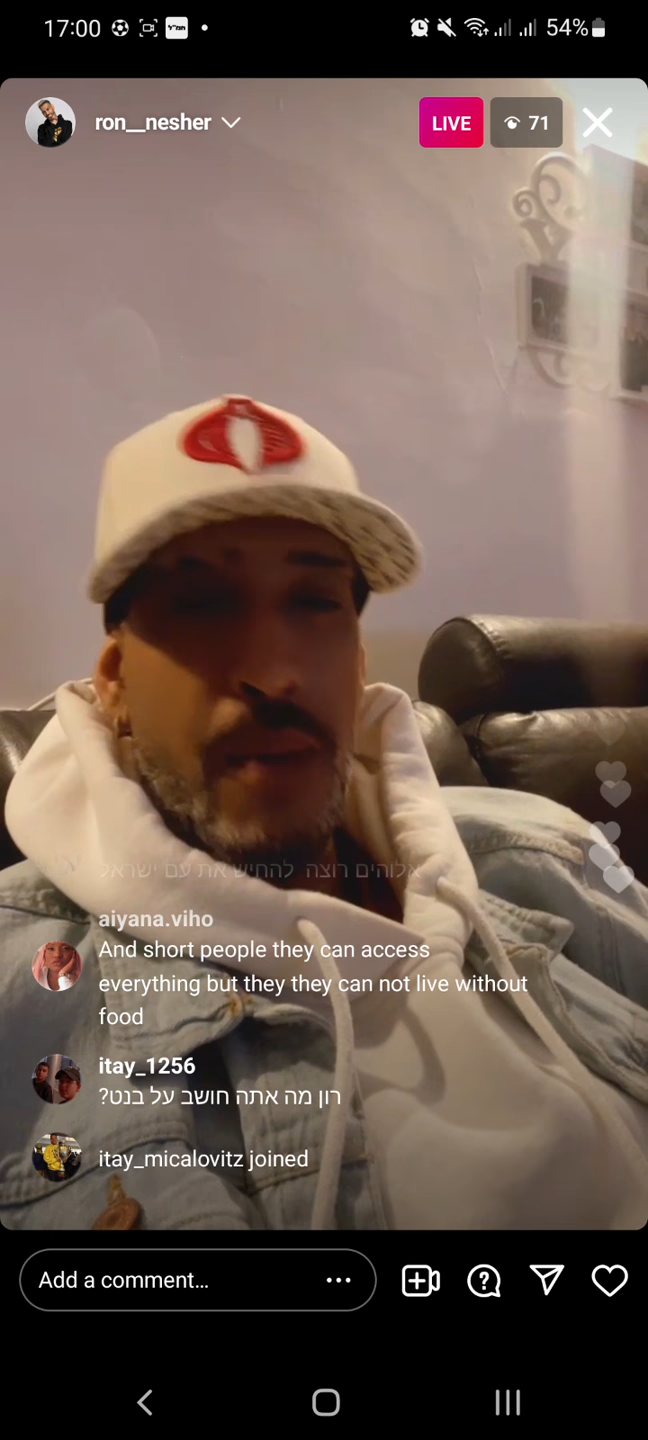 17:00
חמ"ל
54%
ron__nesher
LIVE
71
אלוהים רוצה להחיש את עם ישראל
aiyana.viho
And short people they can access
everything but they they can not live without
food
itay_1256
רון מה אתה חושב על בנט?
itay_micalovitz joined
Add a comment...